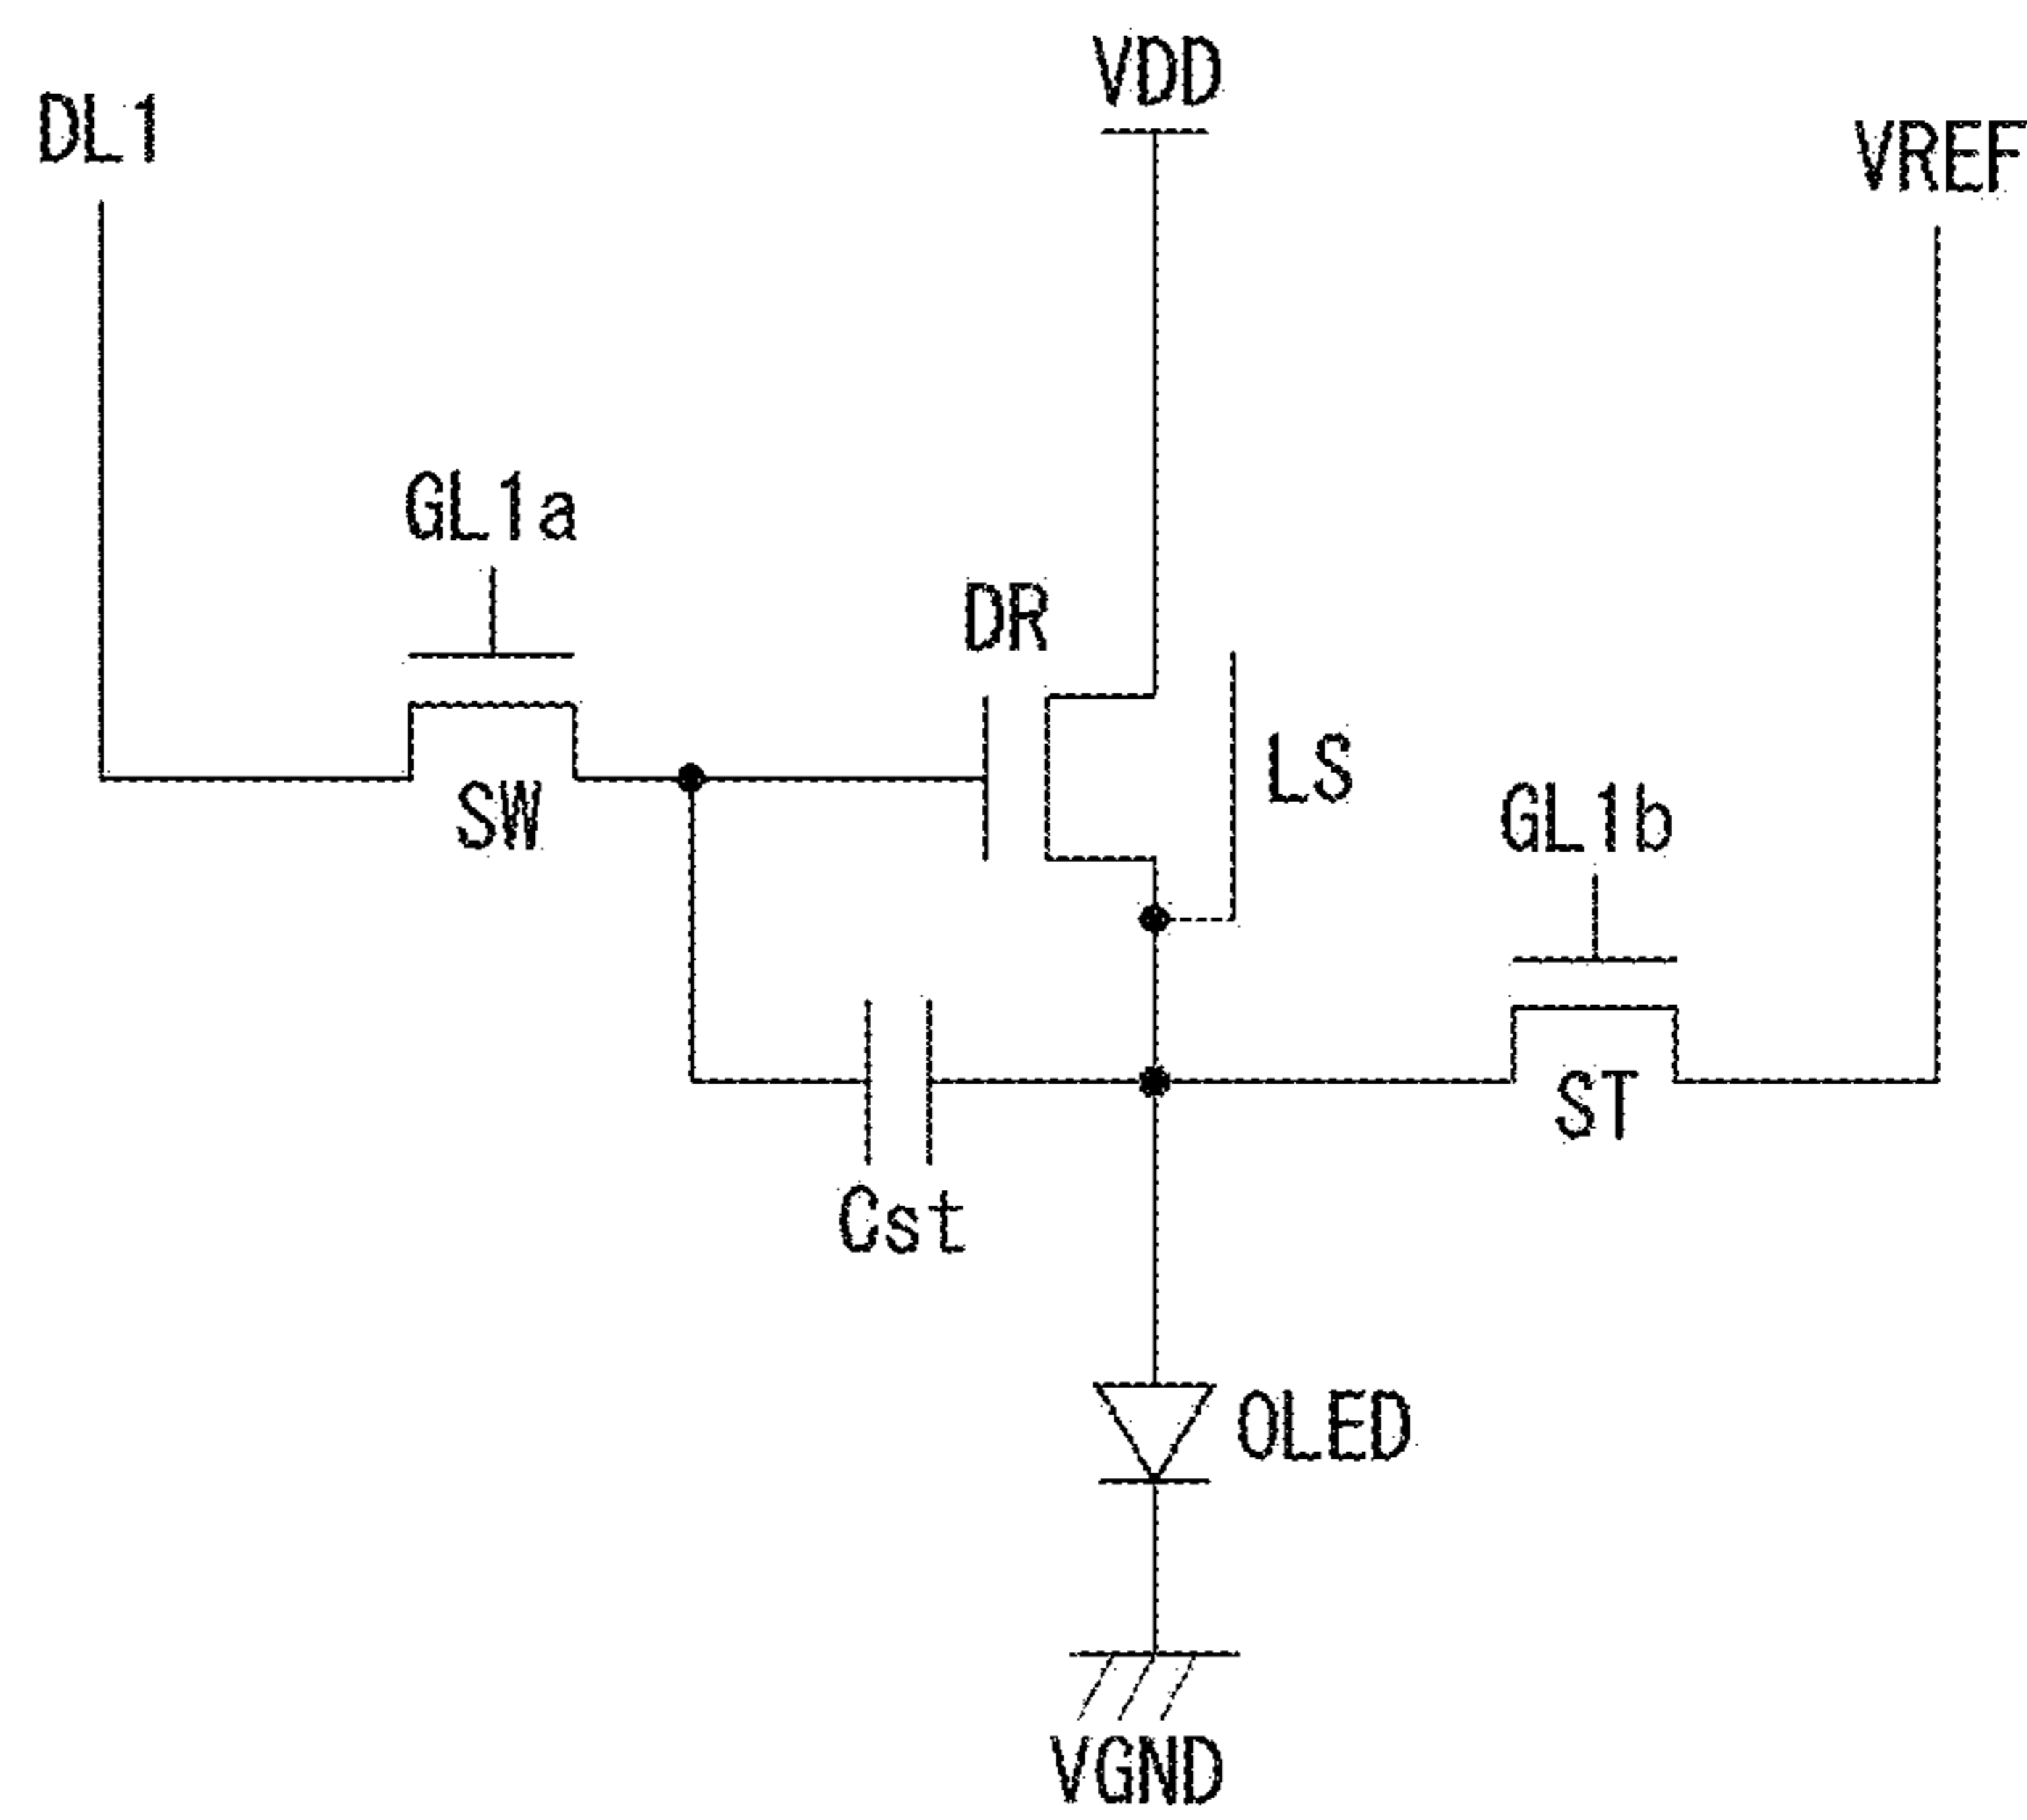 VDD
DL1
VREF
GL1a
DR
LS
SW
GL1b
ST
Cst
OLED
VGND